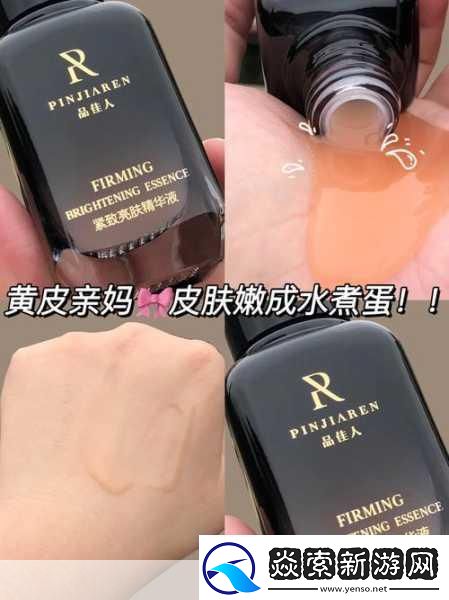 PINJIAREN
品佳人
FIRMING
BRIGHTENING ESSENCE
紧致亮肤精华液
黄皮亲妈🎀皮肤嫩成水煮蛋！！
PINJIAREN
品佳人
FIRMING
TENING ESSENCE
焱索新游网
www.yenso.net